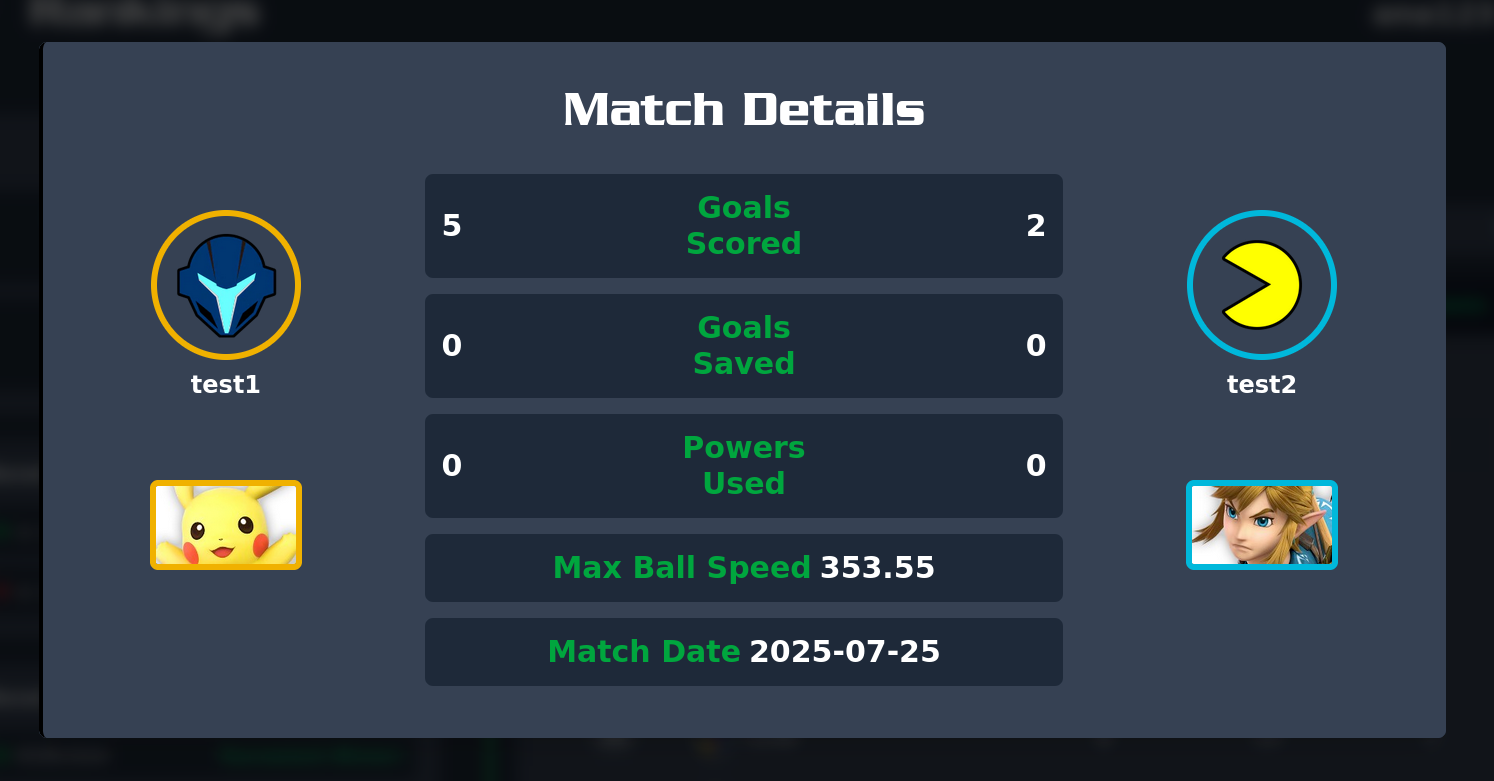 Rankings
Match Details
5
Goals
Scored
2
test1
test2
0
Goals
Saved
0
0
Powers
Used
0
Max Ball Speed 353.55
Match Date 2025-07-25